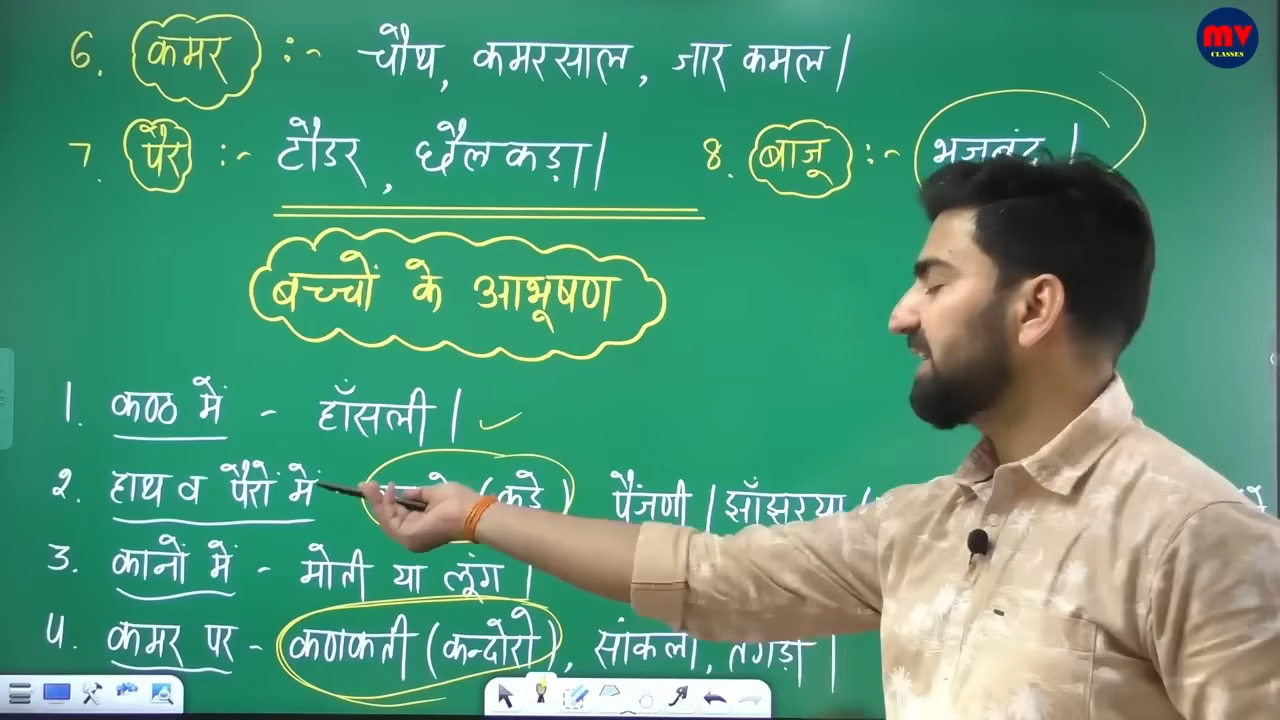 mv
CLASSES
6. कमर :- चौथ, कमरसाल, जार कमल |
7. पैर :- टौडर, छैलकड़ा | 8. बाजू :- भुजबंद |
बच्चों के आभूषण
1. कण्ठ में - हाँसली |
2. हाथ व पैरों में (कड़े) पैंजणी | झाँझरया
3. कानों में - मोती या लूंग |
4. कमर पर - कणकती (कन्दोरो), सांकली, तगड़ी |